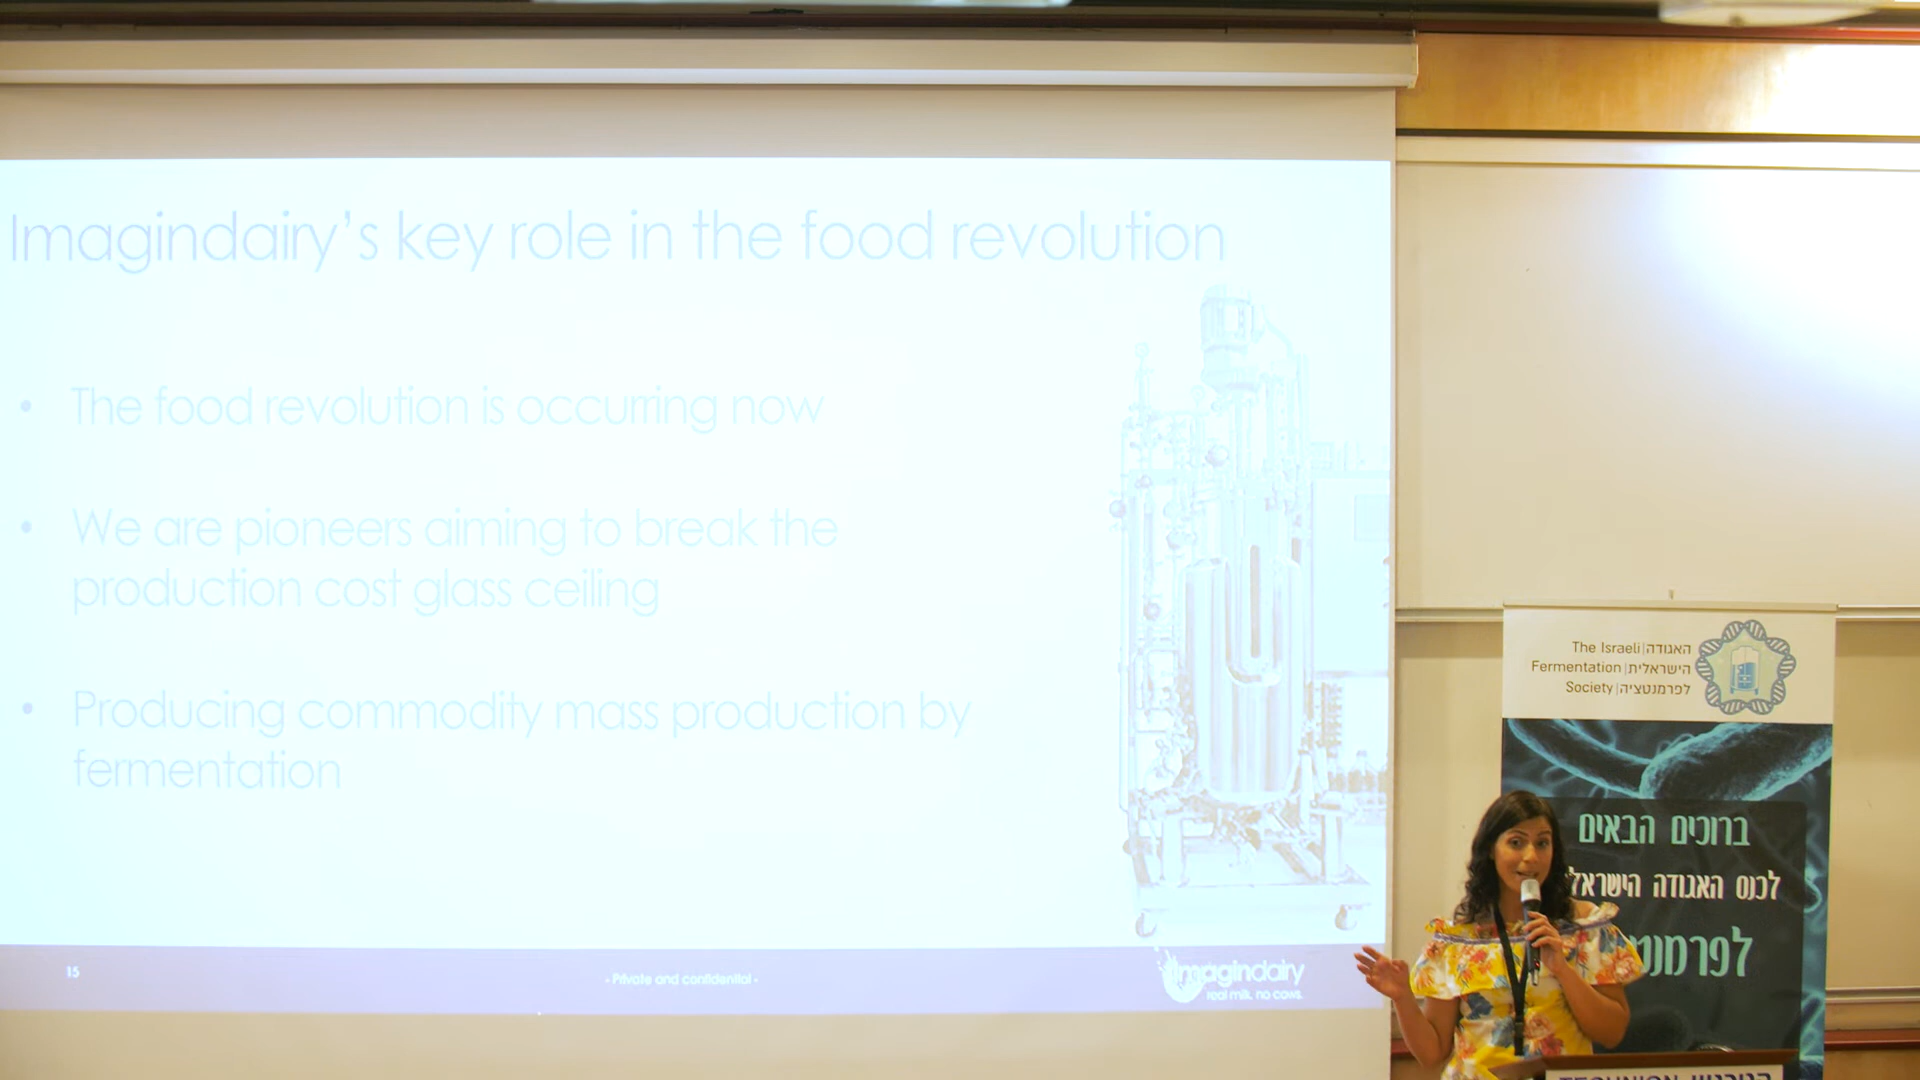 Imagindairy's key role in the food revolution
• The food revolution is occurring now
• We are pioneers aiming to break the
production cost glass ceiling
• Producing commodity mass production by
fermentation
15
- Private and confidential -
imagindairy
real milk. no cows.
The Israeli|האגודה
Fermentation|הישראלית
Society|לפרמנטציה
ברוכים הבאים
לכנס האגודה
TECHNION הטכניון